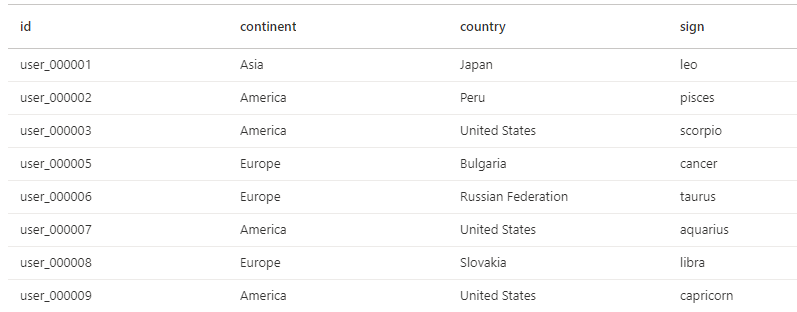 id continent country sign
user_000001 Asia Japan leo
user_000002 America Peru pisces
user_000003 America United States scorpio
user_000005 Europe Bulgaria cancer
user_000006 Europe Russian Federation taurus
user_000007 America United States aquarius
user_000008 Europe Slovakia libra
user_000009 America United States capricorn